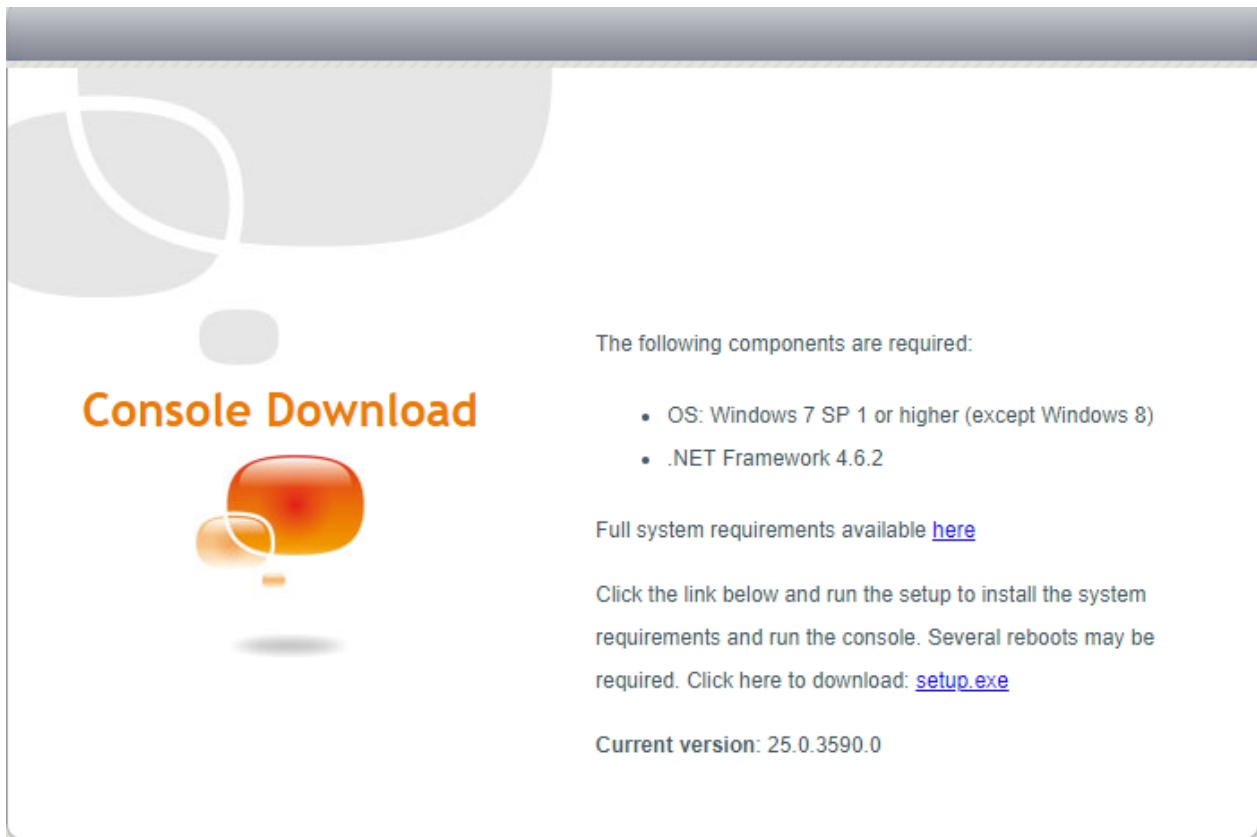 Console Download
The following components are required:
• OS: Windows 7 SP 1 or higher (except Windows 8)
• .NET Framework 4.6.2
Full system requirements available here
Click the link below and run the setup to install the system
requirements and run the console. Several reboots may be
required. Click here to download: setup.exe
Current version: 25.0.3590.0